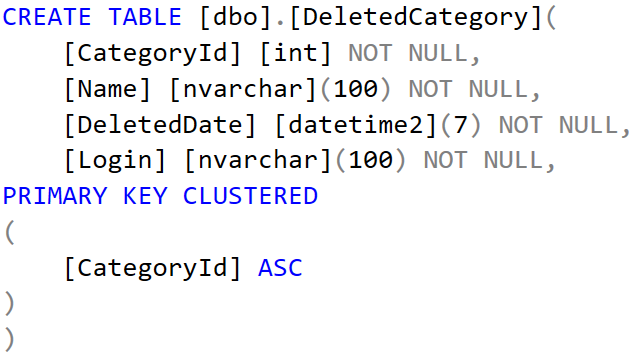 CREATE TABLE [dbo].[DeletedCategory](
    [CategoryId] [int] NOT NULL,
    [Name] [nvarchar](100) NOT NULL,
    [DeletedDate] [datetime2](7) NOT NULL,
    [Login] [nvarchar](100) NOT NULL,
PRIMARY KEY CLUSTERED
(
    [CategoryId] ASC
)
)